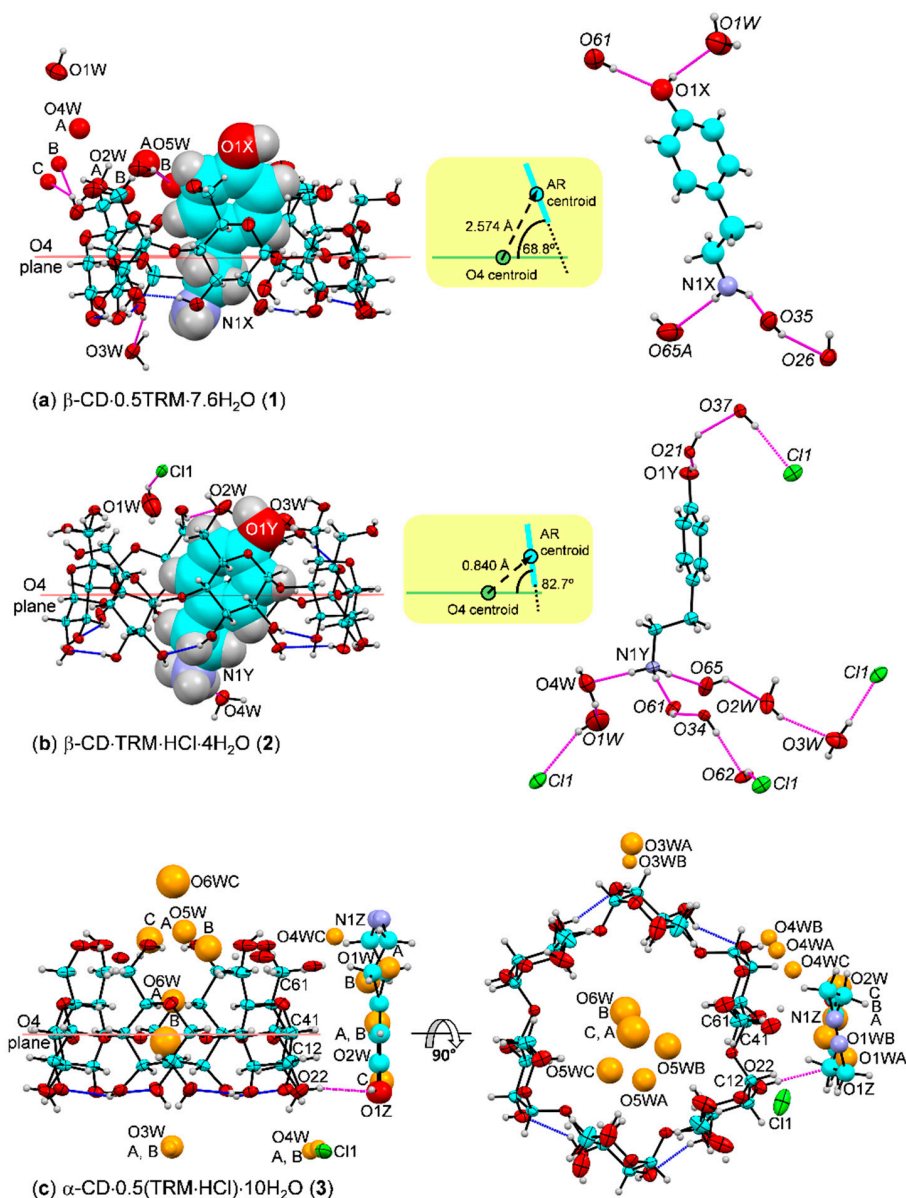 O1W
O4W
A
B
C
O2W
A
B
AO5W
B
O1X
O4
plane
N1X
O3W
AR
centroid
2.574 Å
68.8º
O4 centroid
O61
O1W
O1X
N1X
O35
O65A
O26
(a) β-CD·0.5TRM·7.6H₂O (1)
Cl1
O1W
O2W
O3W
O1Y
O4
plane
N1Y
O4W
AR
centroid
0.840 Å
82.7º
O4 centroid
O37
O21
O1Y
Cl1
N1Y
O4W
O65
O61
O2W
Cl1
O1W
O34
O3W
Cl1
O62
Cl1
(b) β-CD·TRM·HCl·4H₂O (2)
O6WC
O5W
C A
B
N1Z
O4WC
O1W
A
B
O6W
A
B
C61
O4
plane
C41
A, B
C12
O2W
O22
C
O1Z
O3W
A, B
O4W
A, B
Cl1
90°
O3WA
O3WB
O4WB
O4WA
O4WC
O2W
C
B
A
O6W
B
C, A
C61
C41
N1Z
O1WB
O1WA
O5WC
O5WB
O5WA
O22
C12
O1Z
Cl1
(c) α-CD·0.5(TRM·HCl)·10H₂O (3)